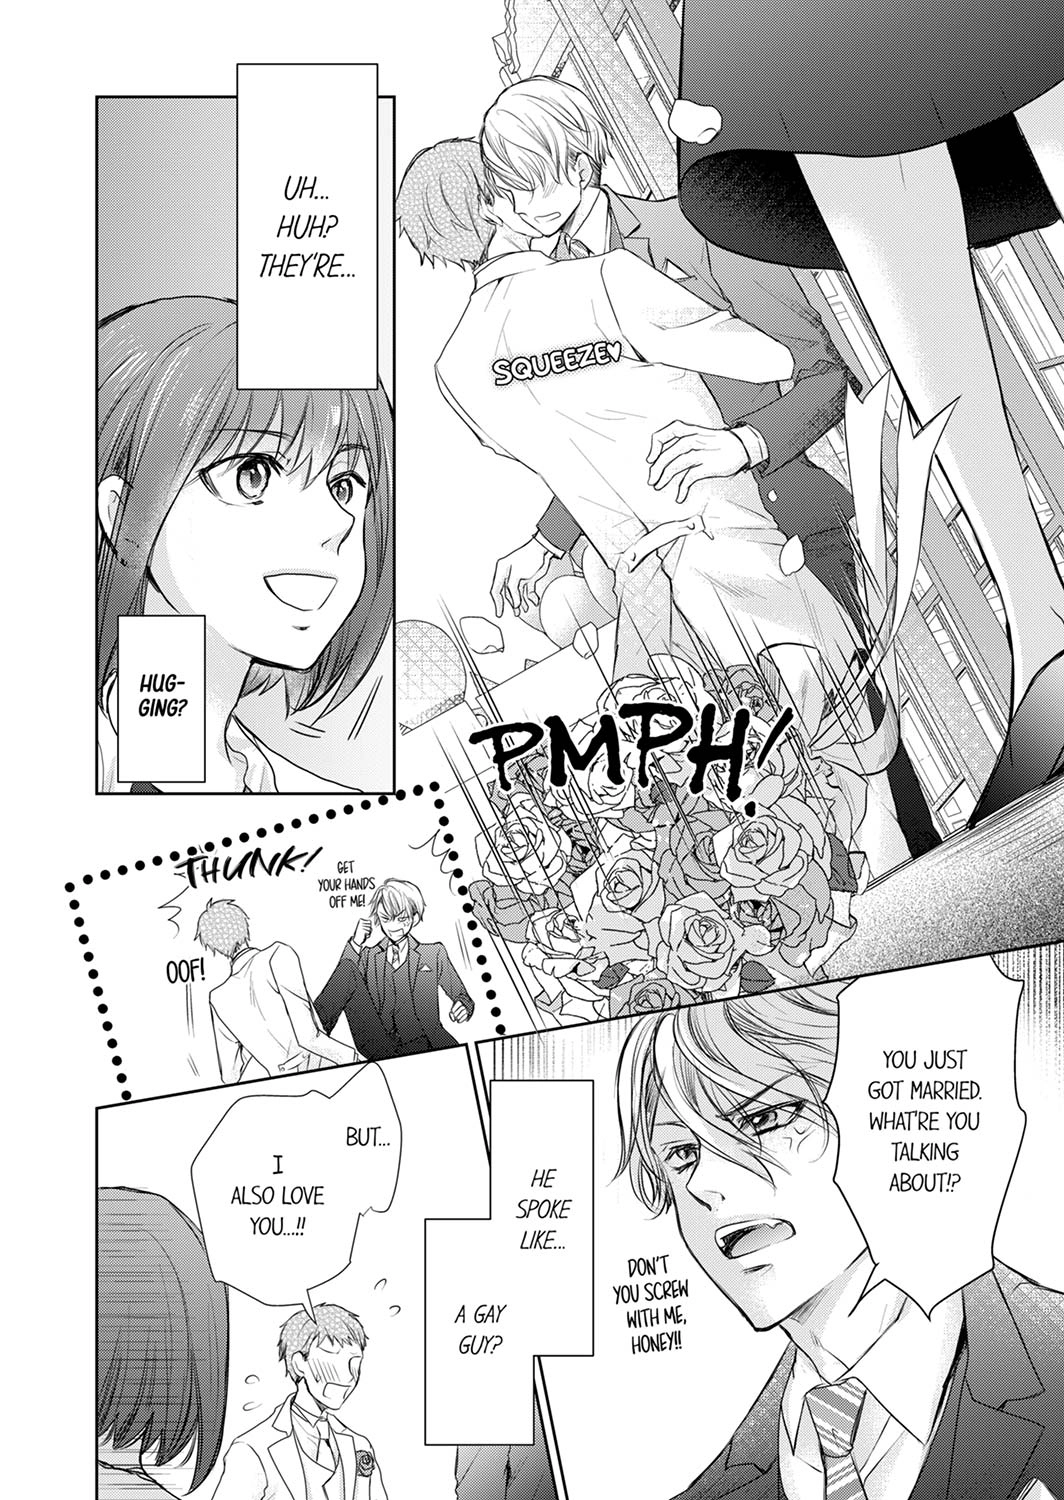 UH...
HUH?
THEY'RE...
SQUEEZE♥
HUG-
GING?
PMPH!
THUNK!
GET
YOUR HANDS
OFF ME!
OOF!
YOU JUST
GOT MARRIED.
WHAT'RE YOU
TALKING
ABOUT!?
DON'T
YOU SCREW
WITH ME,
HONEY!!
HE
SPOKE
LIKE...
A GAY
GUY?
BUT...
I
ALSO LOVE
YOU...!!